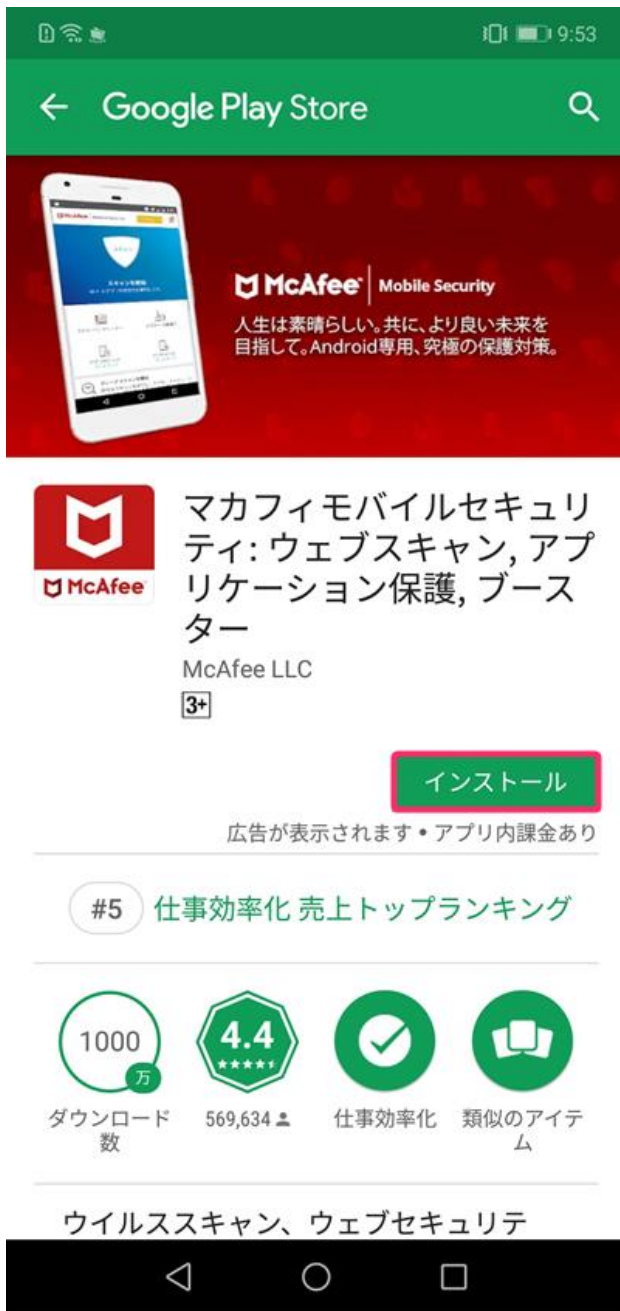 9:53
Google Play Store
McAfee | Mobile Security
人生は素晴らしい。共に、より良い未来を
目指して。Android専用、究極の保護対策。
McAfee
マカフィモバイルセキュリ
ティ: ウェブスキャン, アプ
リケーション保護, ブース
ター
McAfee LLC
3+
インストール
広告が表示されます • アプリ内課金あり
#5 仕事効率化 売上トップランキング
1000
万
4.4
ダウンロード
数
569,634
仕事効率化
類似のアイテ
ム
ウイルススキャン、ウェブセキュリテ